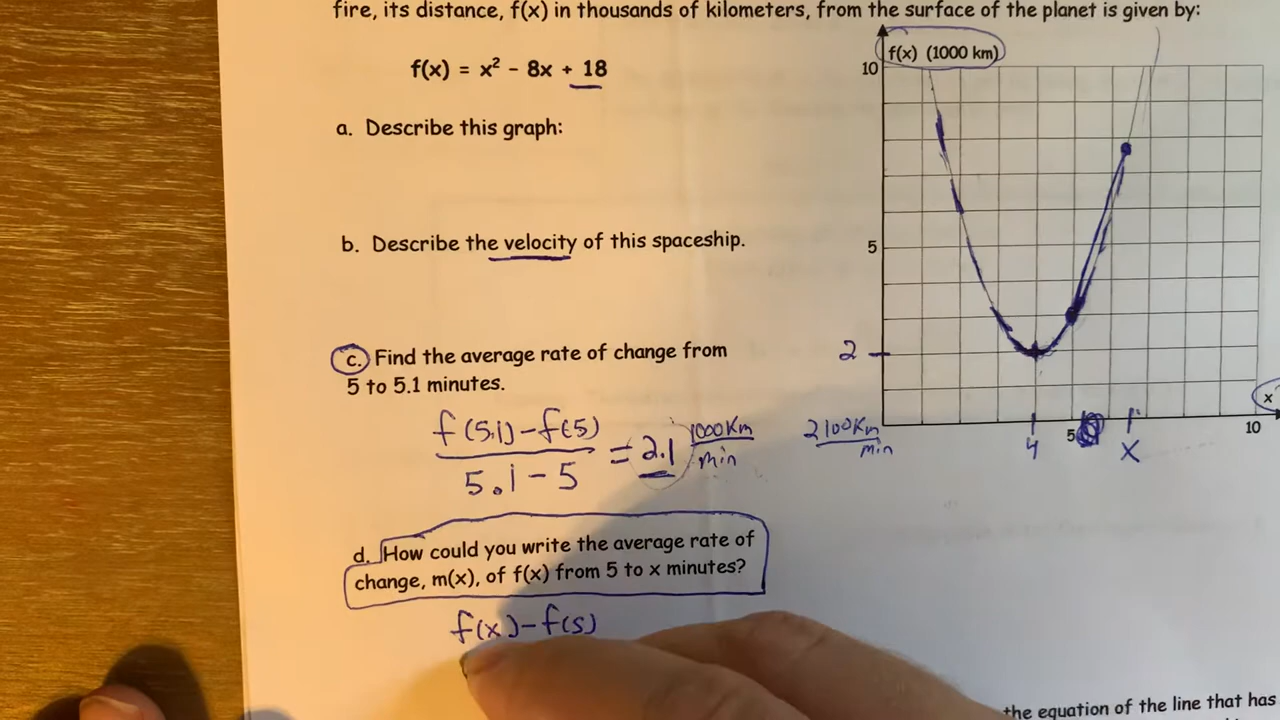 fire, its distance, f(x) in thousands of kilometers, from the surface of the planet is given by:
f(x) = x² - 8x + 18
a. Describe this graph:
b. Describe the velocity of this spaceship.
c. Find the average rate of change from
5 to 5.1 minutes.
f(5.1)-f(5)
5.1-5
= 2.1
1000Km
min
2100Km
min
d. How could you write the average rate of
change, m(x), of f(x) from 5 to x minutes?
f(x)-f(5)
f(x) (1000 km)
10
5
2
4
5
x
10
x
the equation of the line that has